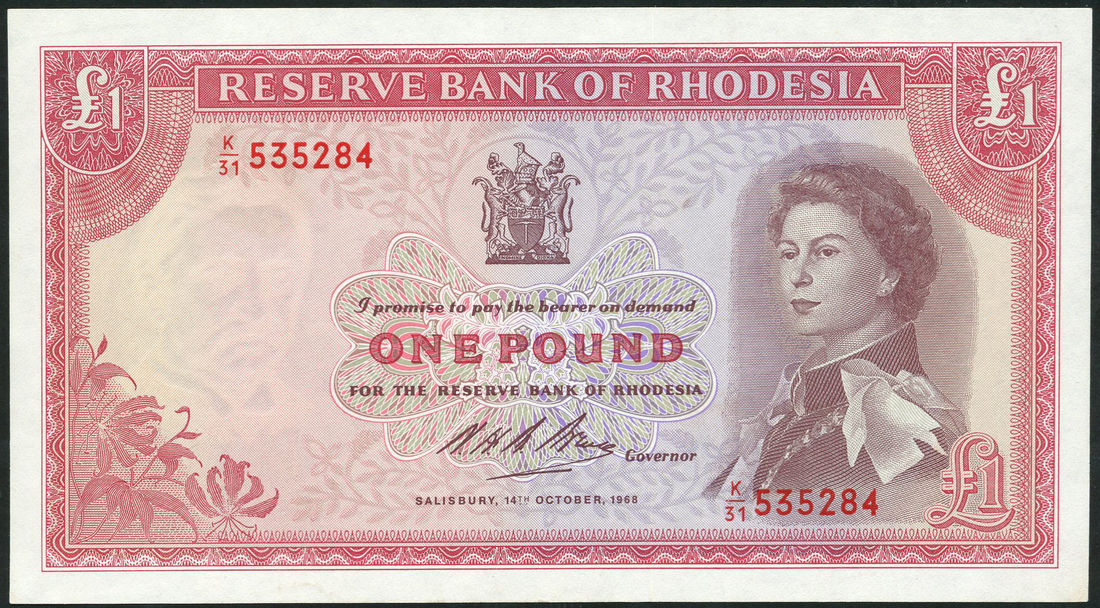 £1 RESERVE BANK OF RHODESIA £1
K/31 535284
I promise to pay the bearer on demand
ONE POUND
FOR THE RESERVE BANK OF RHODESIA
Governor
SALISBURY, 14TH OCTOBER, 1968
K/31 535284
£1